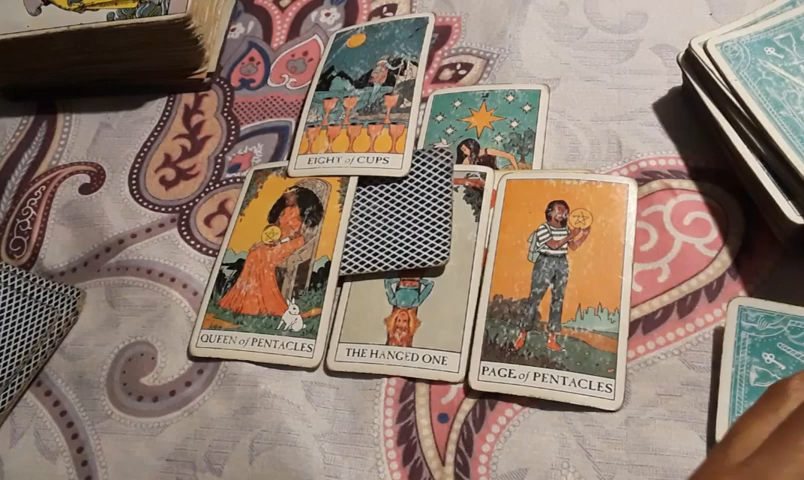 EIGHT of CUPS
QUEEN of PENTACLES
THE HANGED ONE
PAGE of PENTACLES